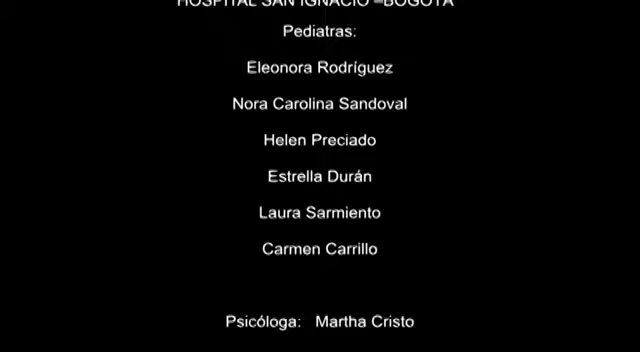 HOSPITAL SAN IGNACIO –BOGOTÁ
Pediatras:
Eleonora Rodríguez
Nora Carolina Sandoval
Helen Preciado
Estrella Durán
Laura Sarmiento
Carmen Carrillo
Psicóloga: Martha Cristo